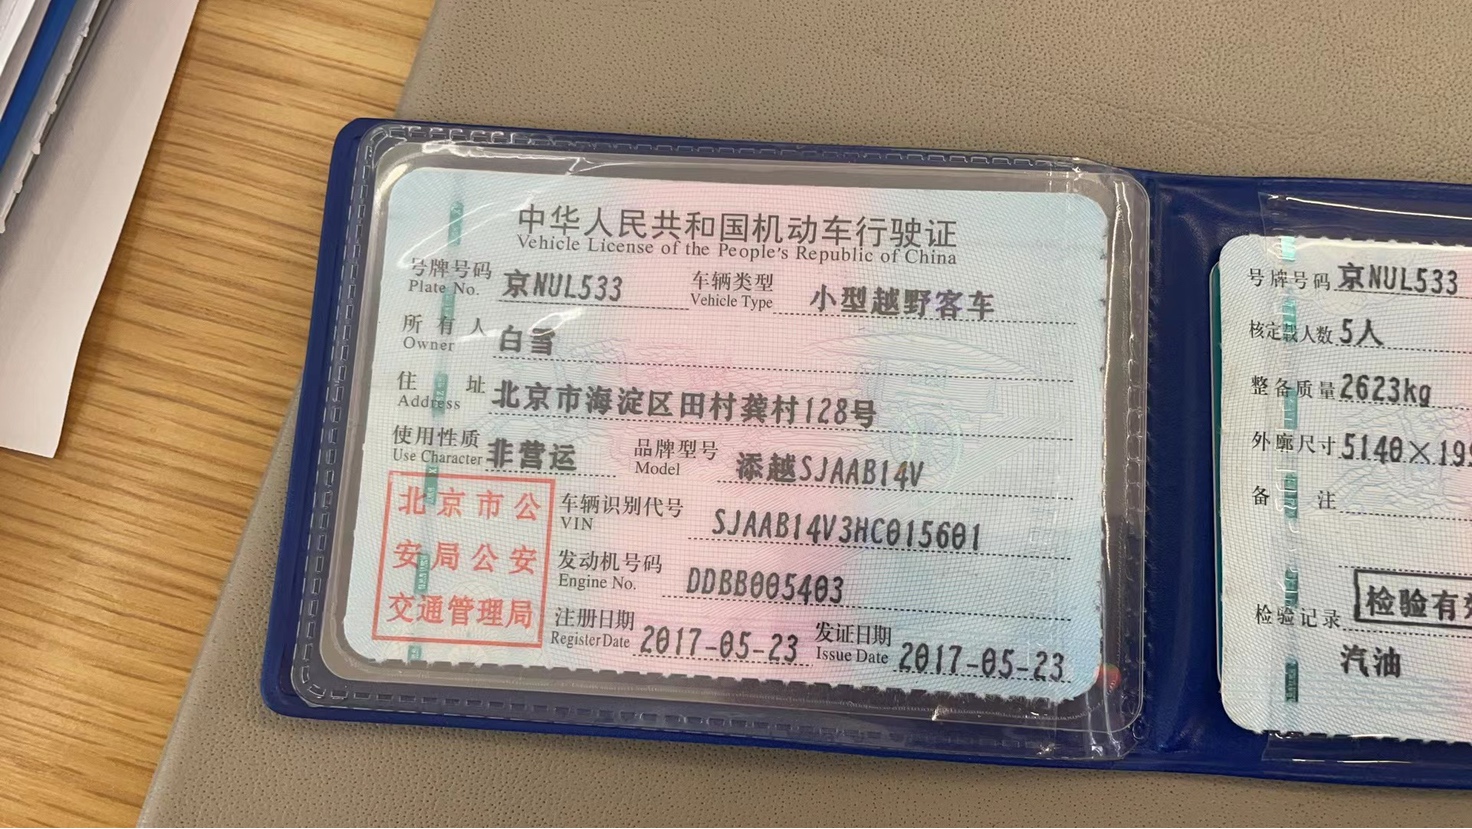 中华人民共和国机动车行驶证
Vehicle License of the People's Republic of China
号牌号码 京NUL533 车辆类型 小型越野客车
Plate No. Vehicle Type
所有人 白雪
Owner
住址 北京市海淀区田村龚村128号
Address
使用性质 非营运 品牌型号 添越SJAAB14V
Use Character Model
北京市公
安局公安
交通管理局
车辆识别代号 SJAAB14V3HC015601
VIN
发动机号码 DDBB005403
Engine No.
注册日期 2017-05-23 发证日期 2017-05-23
Register Date Issue Date
号牌号码 京NUL533
核定载人数 5人
整备质量 2623kg
外廓尺寸 5140×199
备注
检验有效
检验记录
汽油